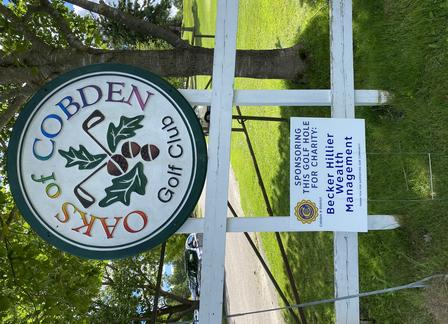 OAKS of COBDEN
Golf Club
SPONSORING
THIS GOLF HOLE
FOR CHARITY:
Becker Hillier
Wealth
Management